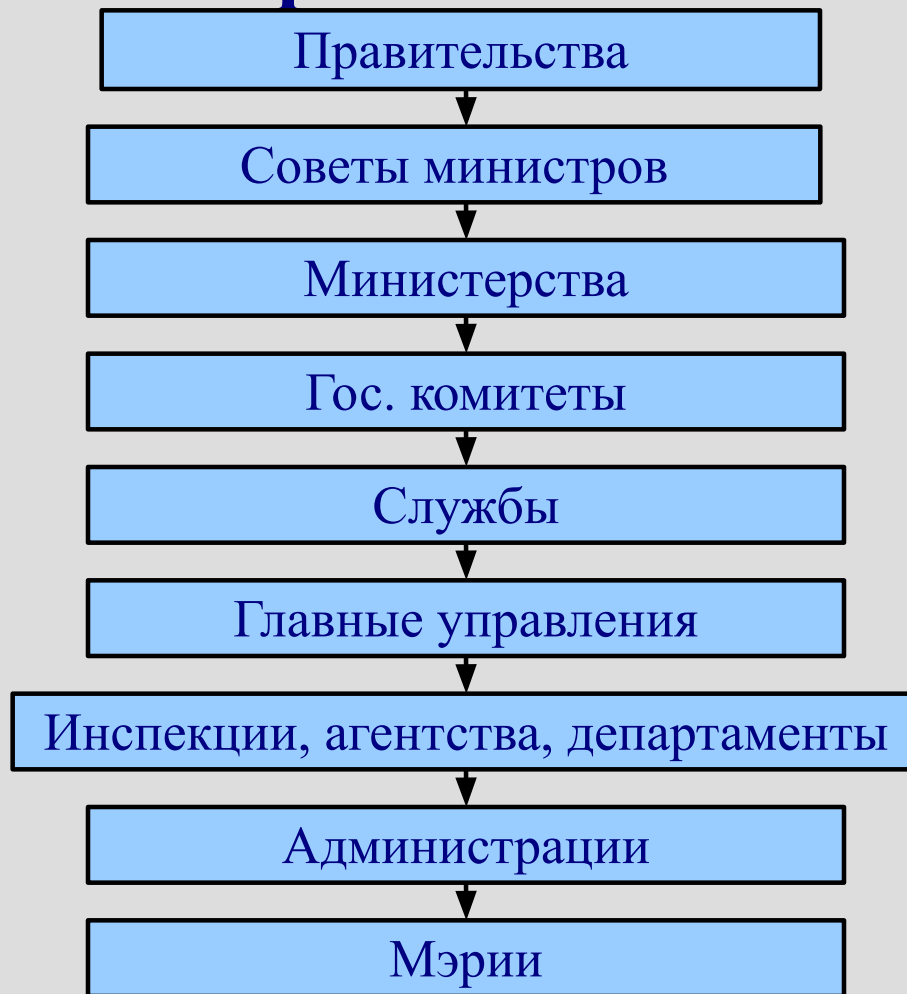 Правительства
Советы министров
Министерства
Гос. комитеты
Службы
Главные управления
Инспекции, агентства, департаменты
Администрации
Мэрии